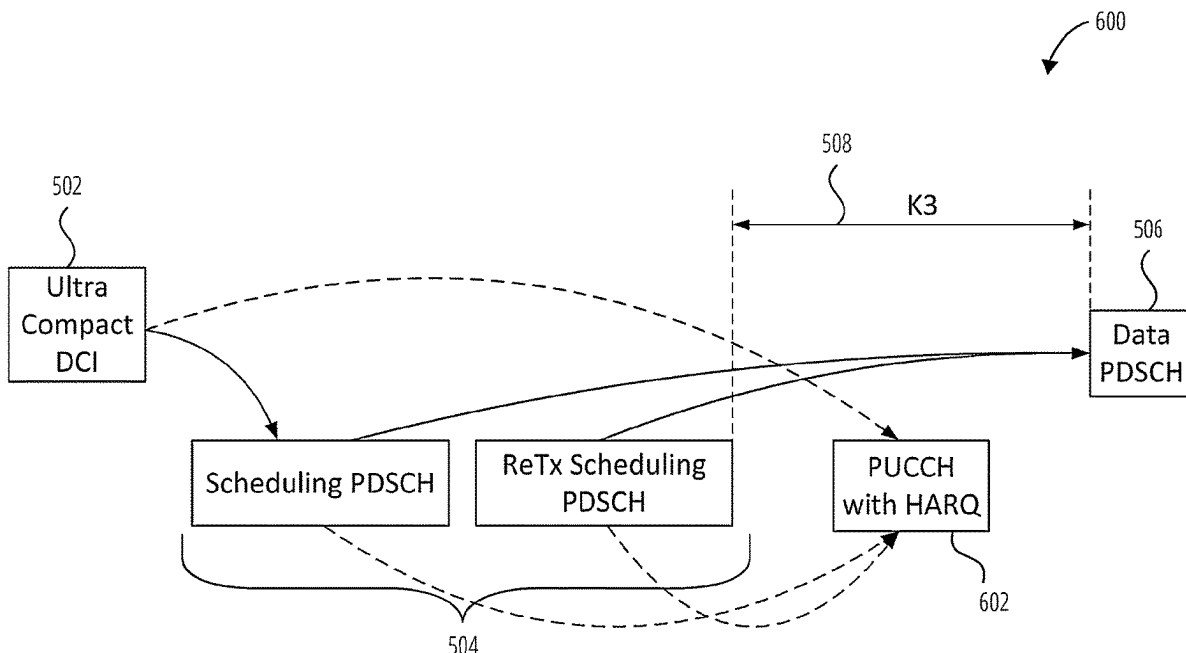 600
508
K3
502
506
Ultra
Compact
DCI
Data
PDSCH
Scheduling PDSCH
ReTx Scheduling
PDSCH
PUCCH
with HARQ
602
504